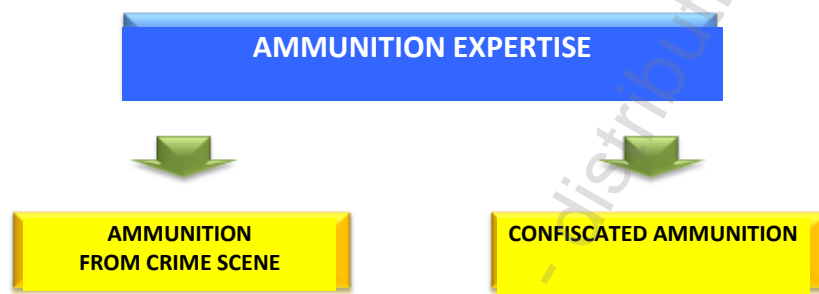 AMMUNITION EXPERTISE
AMMUNITION
FROM CRIME SCENE
CONFISCATED AMMUNITION